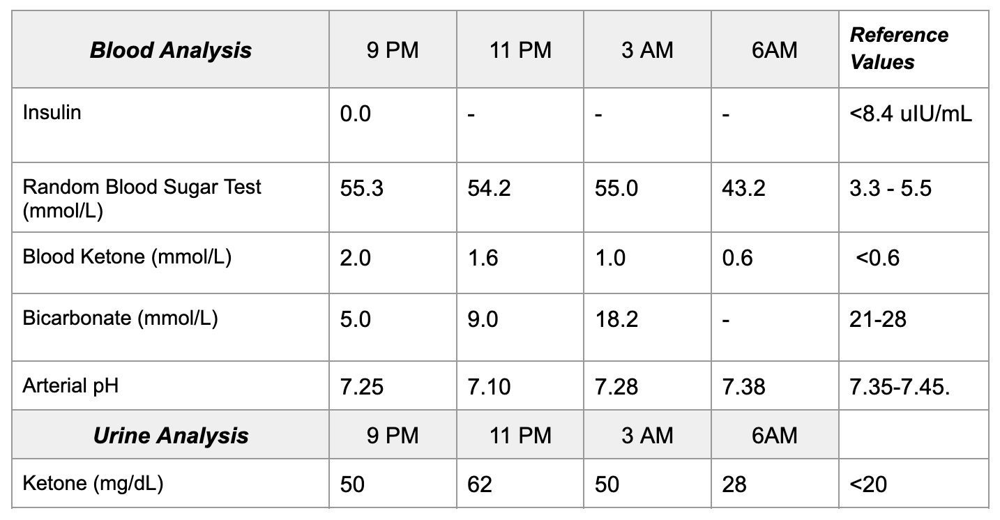 Blood Analysis 9 PM 11 PM 3 AM 6AM Reference
Values
Insulin 0.0 - - - <8.4 uIU/mL
Random Blood Sugar Test 55.3 54.2 55.0 43.2 3.3 - 5.5
(mmol/L)
Blood Ketone (mmol/L) 2.0 1.6 1.0 0.6 <0.6
Bicarbonate (mmol/L) 5.0 9.0 18.2 - 21-28
Arterial pH 7.25 7.10 7.28 7.38 7.35-7.45.
Urine Analysis 9 PM 11 PM 3 AM 6AM
Ketone (mg/dL) 50 62 50 28 <20